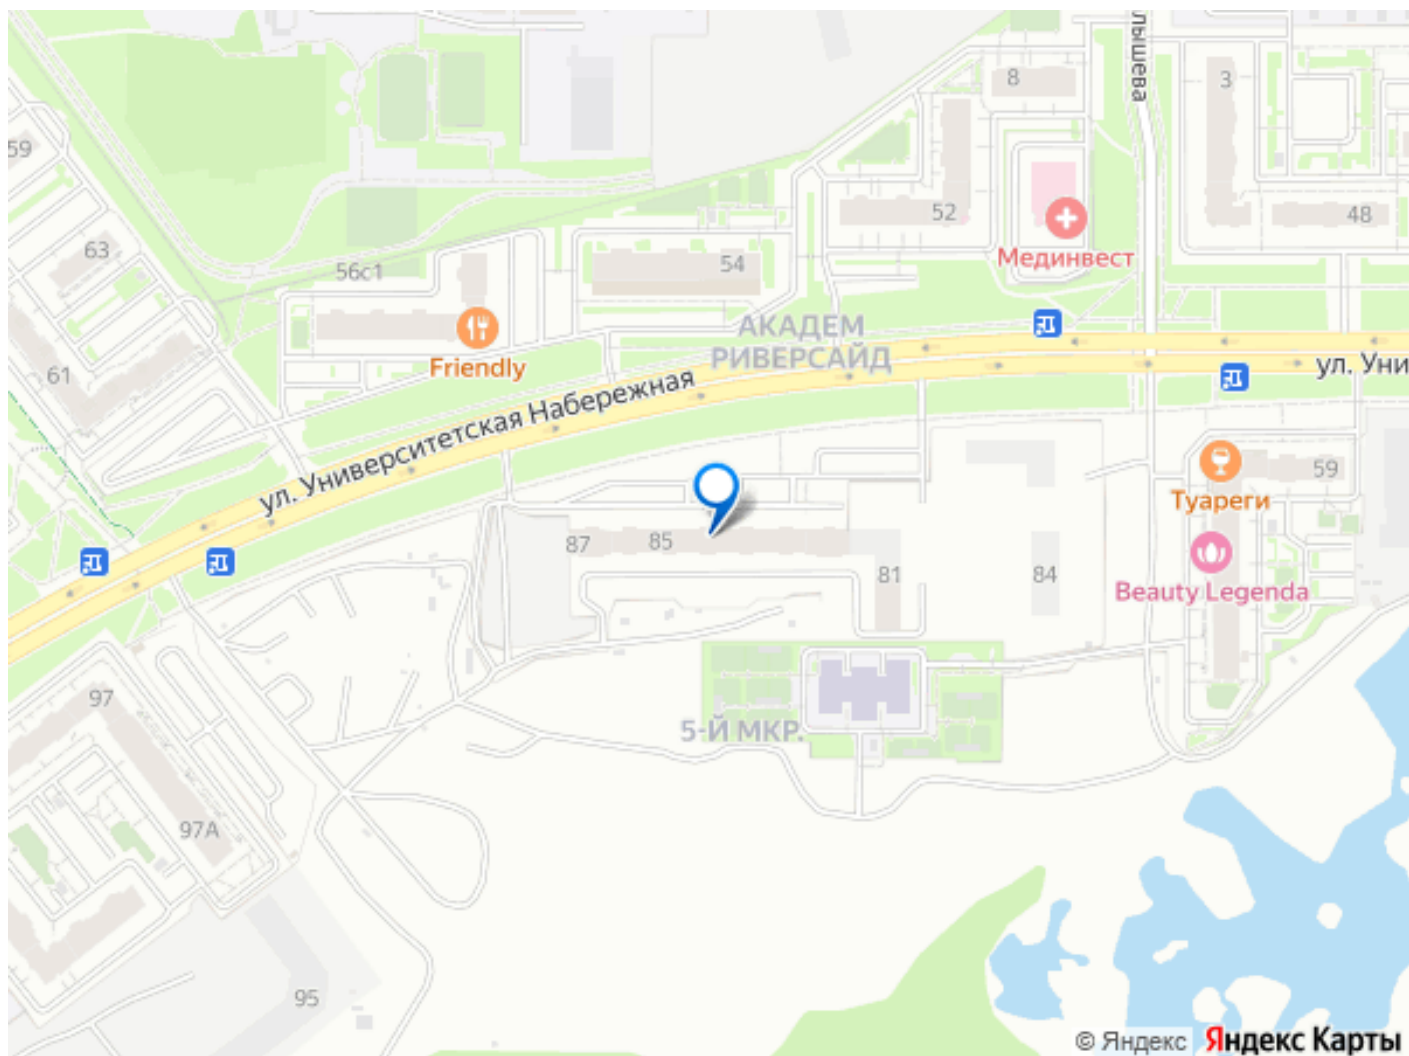 лышева
8
3
59
52
48
63
Мединвест
54
56с1
АКАДЕМ
РИВЕРСАЙД
Friendly
61
ул. Уни
ул. Университетская Набережная
59
Туареги
87
85
81
84
Beauty Legenda
97
5-Й МКР.
97А
95
© Яндекс Яндекс Карты